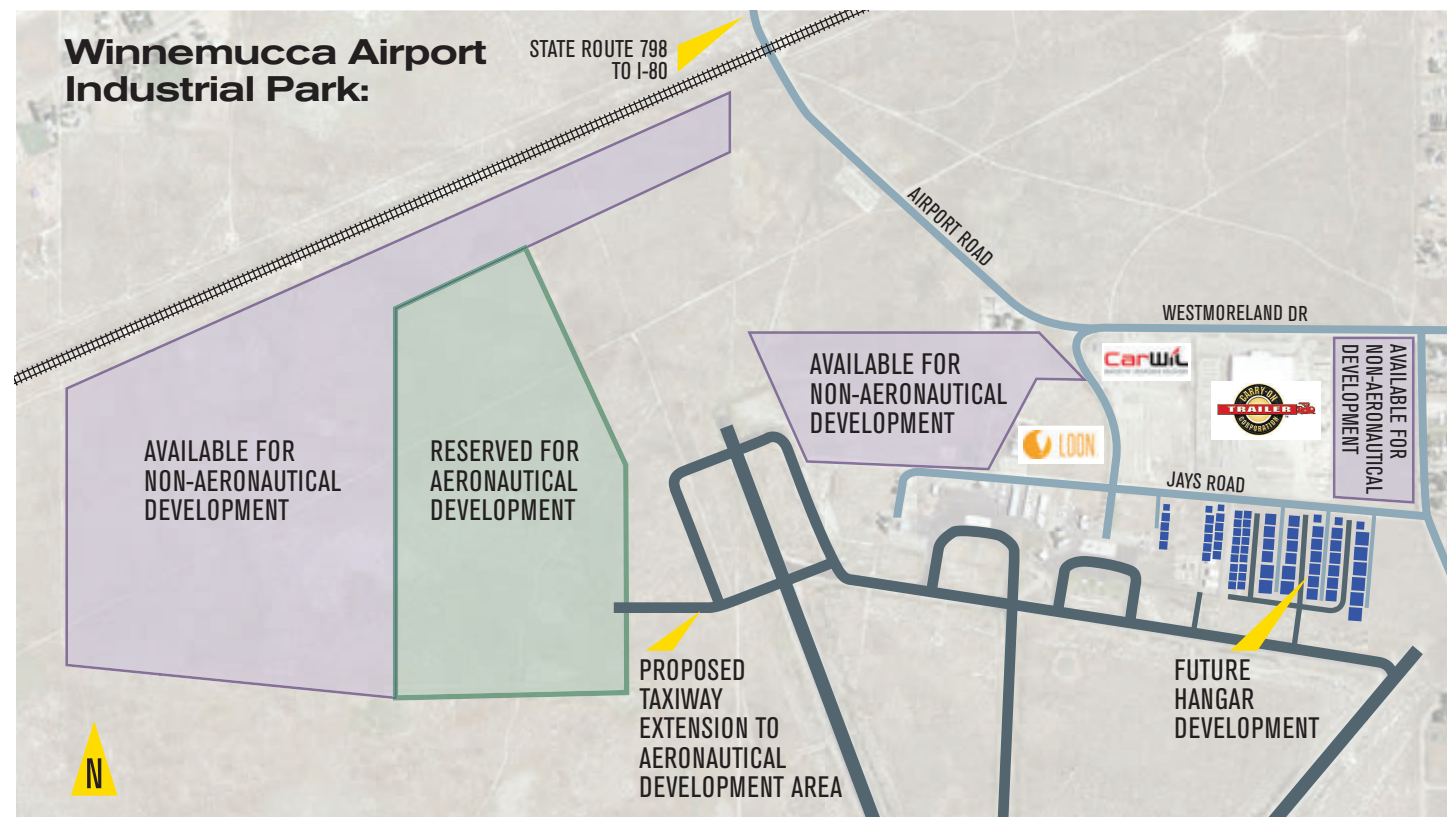 Winnemucca Airport
Industrial Park:
STATE ROUTE 798
TO I-80
AIRPORT ROAD
WESTMORELAND DR
AVAILABLE FOR
NON-AERONAUTICAL
DEVELOPMENT
CarWiL
CARRY-ON
TRAILER
CORPORATION
AVAILABLE FOR
NON-AERONAUTICAL
DEVELOPMENT
LOON
JAYS ROAD
AVAILABLE FOR
NON-AERONAUTICAL
DEVELOPMENT
RESERVED FOR
AERONAUTICAL
DEVELOPMENT
PROPOSED
TAXIWAY
EXTENSION TO
AERONAUTICAL
DEVELOPMENT AREA
FUTURE
HANGAR
DEVELOPMENT
N